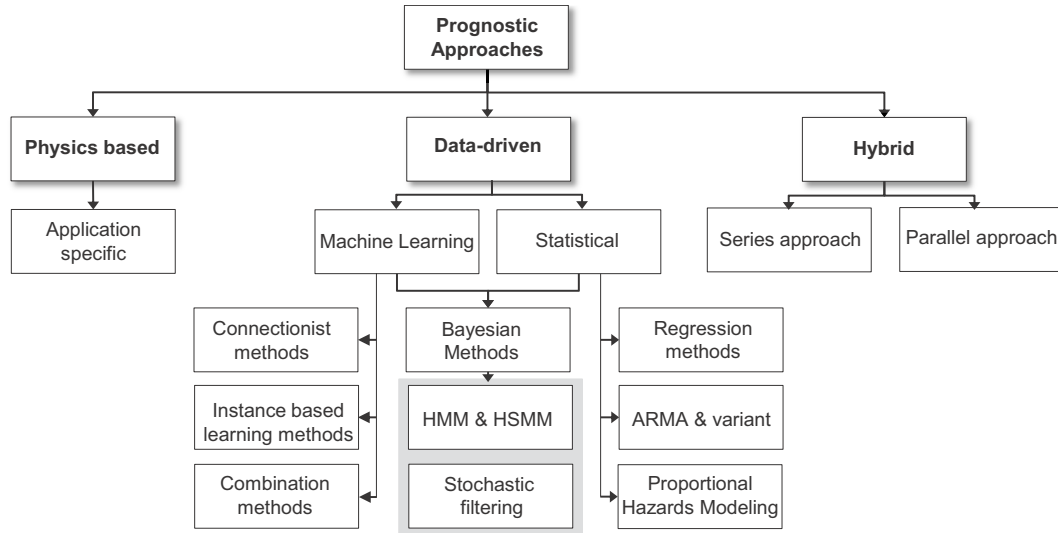 Prognostic
Approaches
Physics based
Data-driven
Hybrid
Application
specific
Machine Learning
Statistical
Series approach
Parallel approach
Connectionist
methods
Bayesian
Methods
Regression
methods
Instance based
learning methods
HMM & HSMM
ARMA & variant
Combination
methods
Stochastic
filtering
Proportional
Hazards Modeling